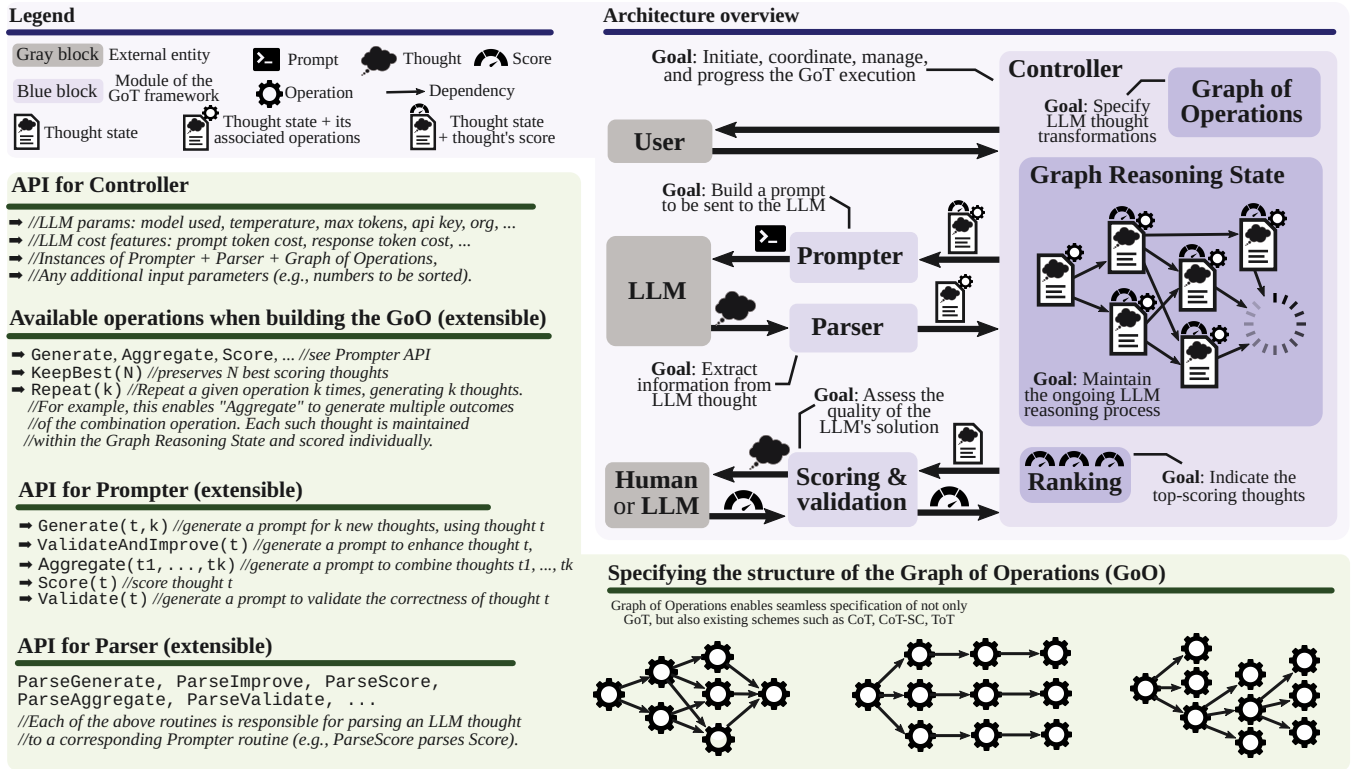 Legend
Gray block External entity
Prompt
Thought
Score
Blue block Module of the
GoT framework
Operation
Dependency
Thought state
Thought state + its
associated operations
Thought state
+ thought's score
API for Controller
//LLM params: model used, temperature, max tokens, api key, org, ...
//LLM cost features: prompt token cost, response token cost, ...
//Instances of Prompter + Parser + Graph of Operations,
//Any additional input parameters (e.g., numbers to be sorted).
Available operations when building the GoO (extensible)
Generate, Aggregate, Score, ... //see Prompter API
KeepBest(N) //preserves N best scoring thoughts
Repeat(k) //Repeat a given operation k times, generating k thoughts.
//For example, this enables "Aggregate" to generate multiple outcomes
//of the combination operation. Each such thought is maintained
//within the Graph Reasoning State and scored individually.
API for Prompter (extensible)
Generate(t,k) //generate a prompt for k new thoughts, using thought t
ValidateAndImprove(t) //generate a prompt to enhance thought t,
Aggregate(t1,...,tk) //generate a prompt to combine thoughts t1, ..., tk
Score(t) //score thought t
Validate(t) //generate a prompt to validate the correctness of thought t
API for Parser (extensible)
ParseGenerate, ParseImprove, ParseScore,
ParseAggregate, ParseValidate, ...
//Each of the above routines is responsible for parsing an LLM thought
//to a corresponding Prompter routine (e.g., ParseScore parses Score).
Architecture overview
Goal: Initiate, coordinate, manage,
and progress the GoT execution
Controller
Goal: Specify
LLM thought
transformations
Graph of
Operations
User
Goal: Build a prompt
to be sent to the LLM
Prompter
LLM
Parser
Goal: Extract
information from
LLM thought
Graph Reasoning State
Goal: Maintain
the ongoing LLM
reasoning process
Goal: Assess the
quality of the
LLM's solution
Human
or LLM
Scoring &
validation
Ranking
Goal: Indicate the
top-scoring thoughts
Specifying the structure of the Graph of Operations (GoO)
Graph of Operations enables seamless specification of not only
GoT, but also existing schemes such as CoT, CoT-SC, ToT